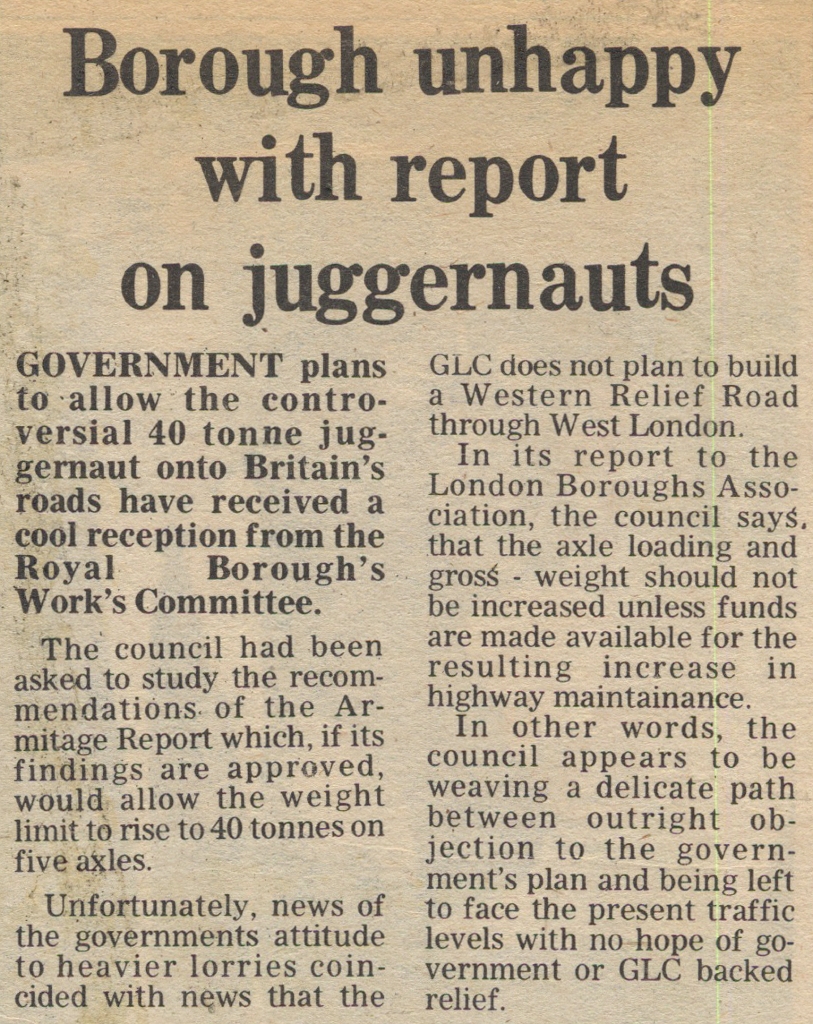 Borough unhappy
with report
on juggernauts
GOVERNMENT plans
to allow the contro-
versial 40 tonne jug-
gernaut onto Britain's
roads have received a
cool reception from the
Royal Borough's
Work's Committee.
The council had been
asked to study the recom-
mendations of the Ar-
mitage Report which, if its
findings are approved,
would allow the weight
limit to rise to 40 tonnes on
five axles.
Unfortunately, news of
the governments attitude
to heavier lorries coin-
cided with news that the
GLC does not plan to build
a Western Relief Road
through West London.
In its report to the
London Boroughs Asso-
ciation, the council says,
that the axle loading and
gross - weight should not
be increased unless funds
are made available for the
resulting increase in
highway maintainance.
In other words, the
council appears to be
weaving a delicate path
between outright ob-
jection to the govern-
ment's plan and being left
to face the present traffic
levels with no hope of go-
vernment or GLC backed
relief.